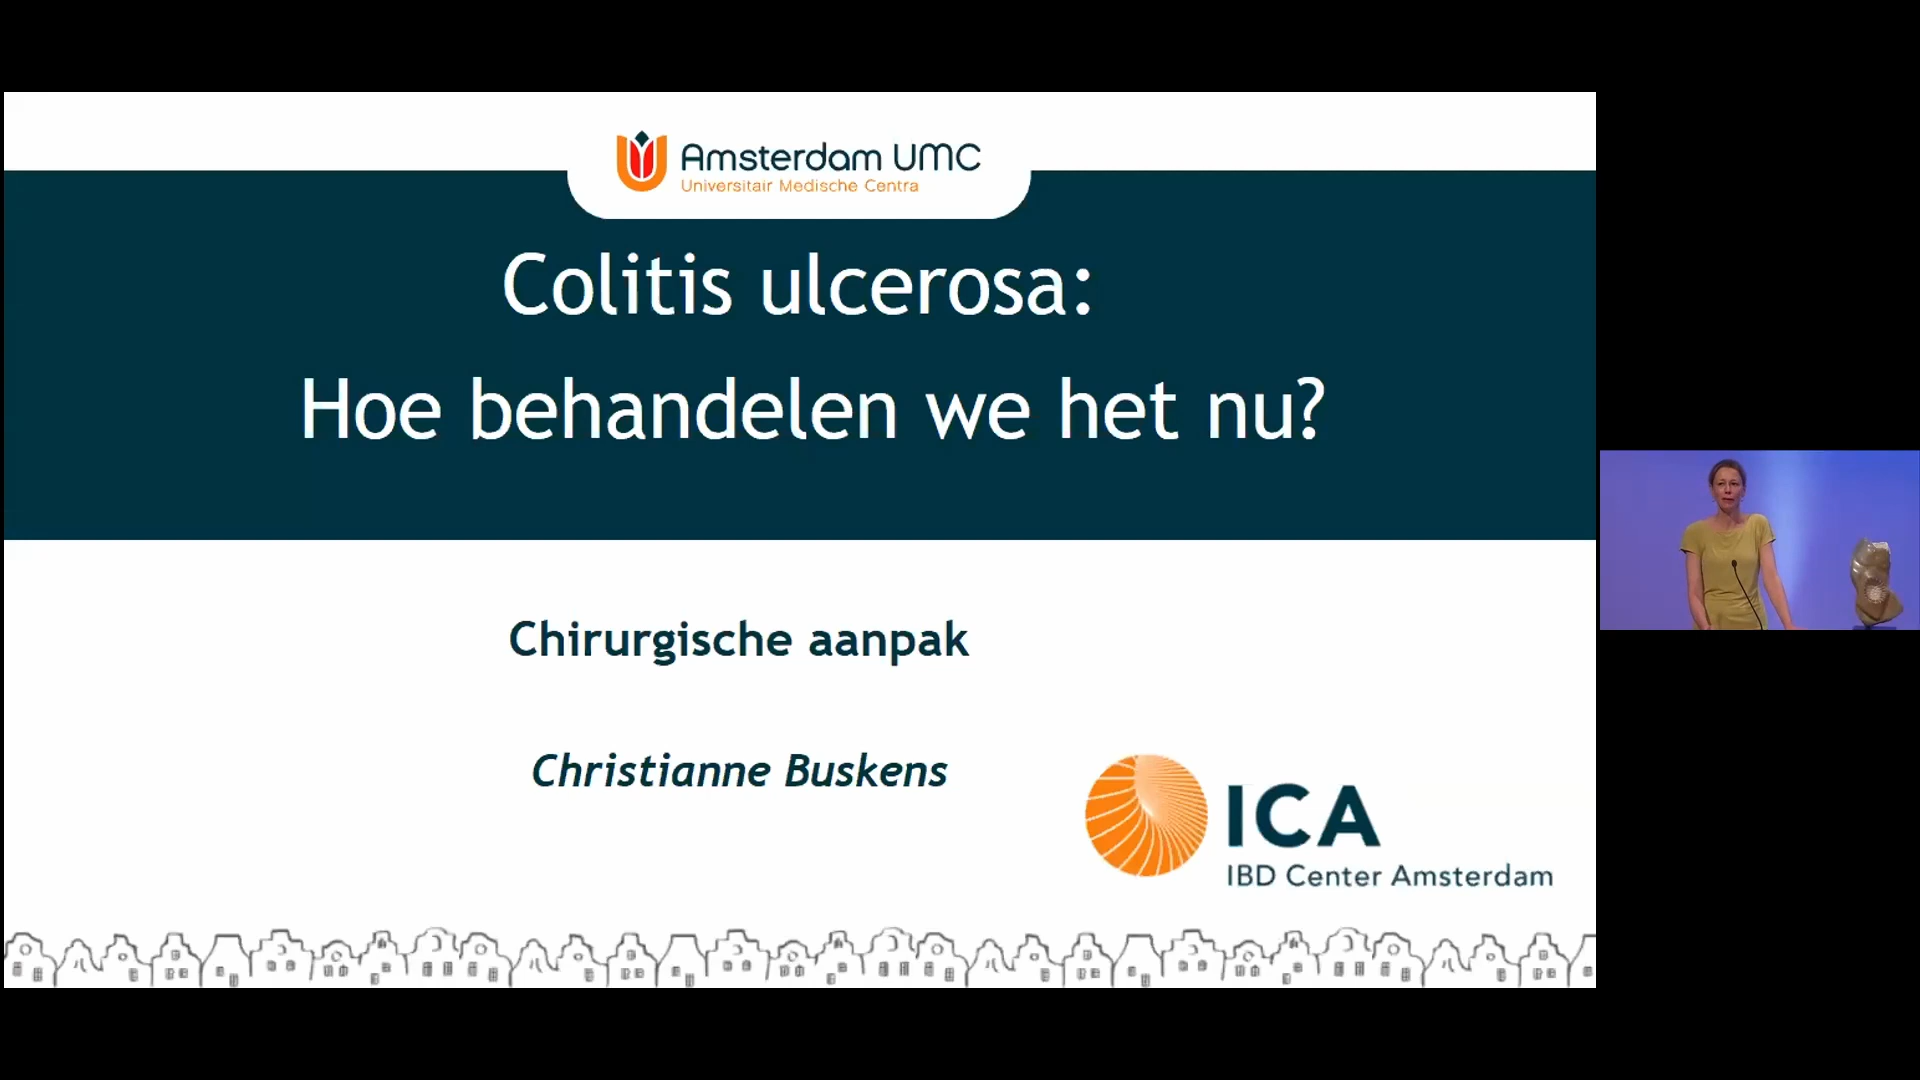 Amsterdam UMC
Universitair Medische Centra
Colitis ulcerosa:
Hoe behandelen we het nu?
Chirurgische aanpak
Christianne Buskens
ICA
IBD Center Amsterdam